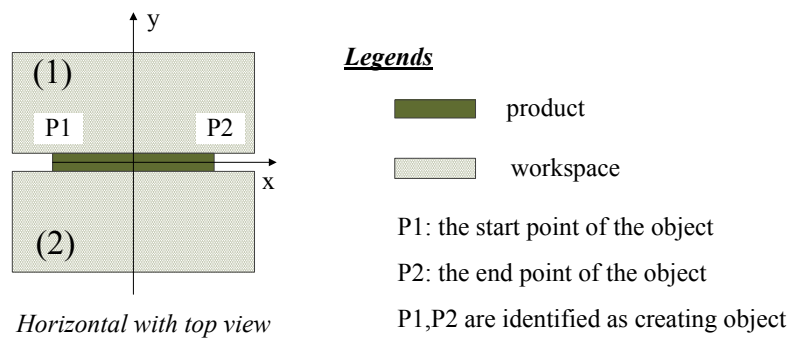 y
(1)
P1
P2
x
(2)
Horizontal with top view
Legends
product
workspace
P1: the start point of the object
P2: the end point of the object
P1,P2 are identified as creating object